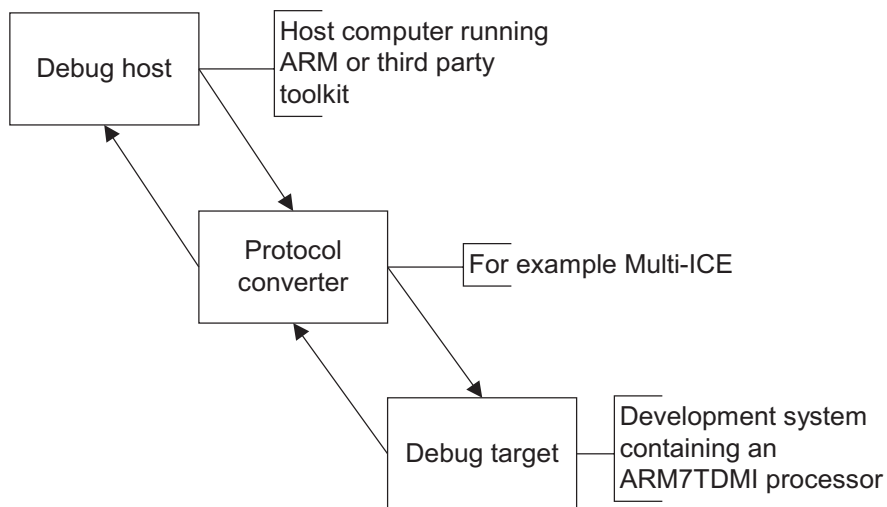 Debug host
Host computer running
ARM or third party
toolkit
Protocol
converter
For example Multi-ICE
Debug target
Development system
containing an
ARM7TDMI processor